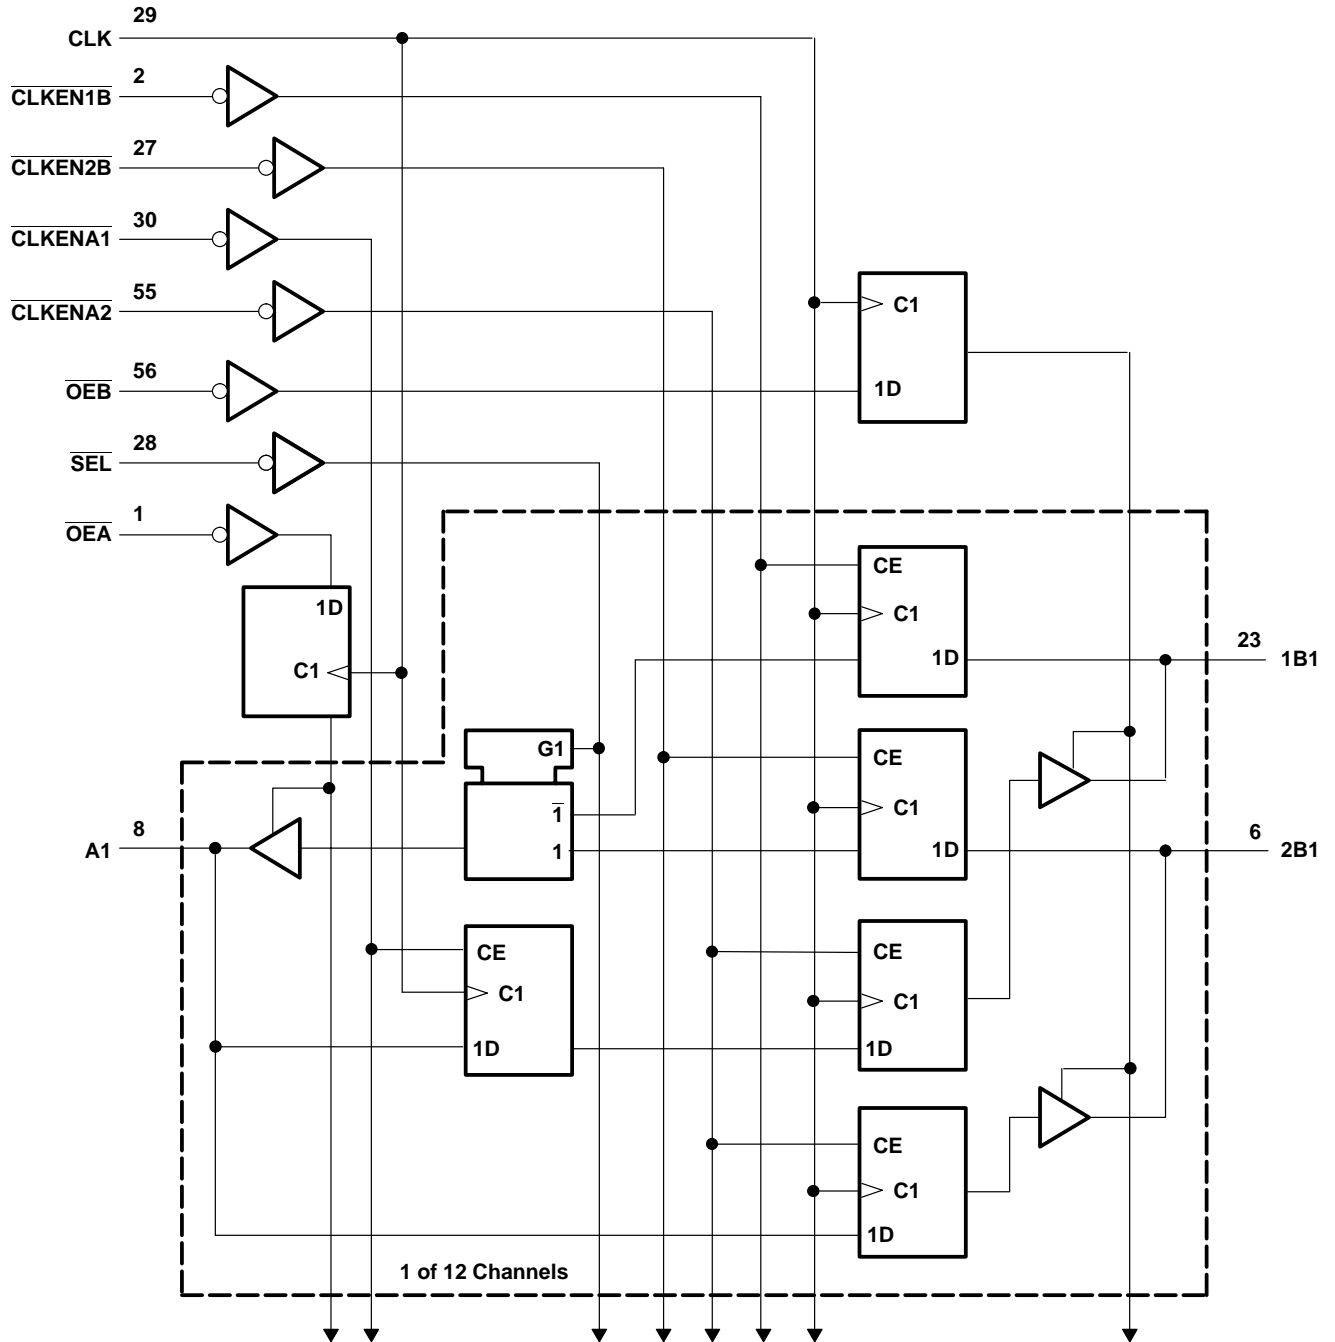 29
CLK
2
CLKEN1B
27
CLKEN2B
30
CLKENA1
55
CLKENA2
C1
56
OEB
1D
28
SEL
1
OEA
CE
1D
C1
23
1D
1B1
C1
G1
CE
C1
1
8
6
A1
1
1D
2B1
CE
CE
C1
C1
1D
1D
CE
C1
1D
1 of 12 Channels